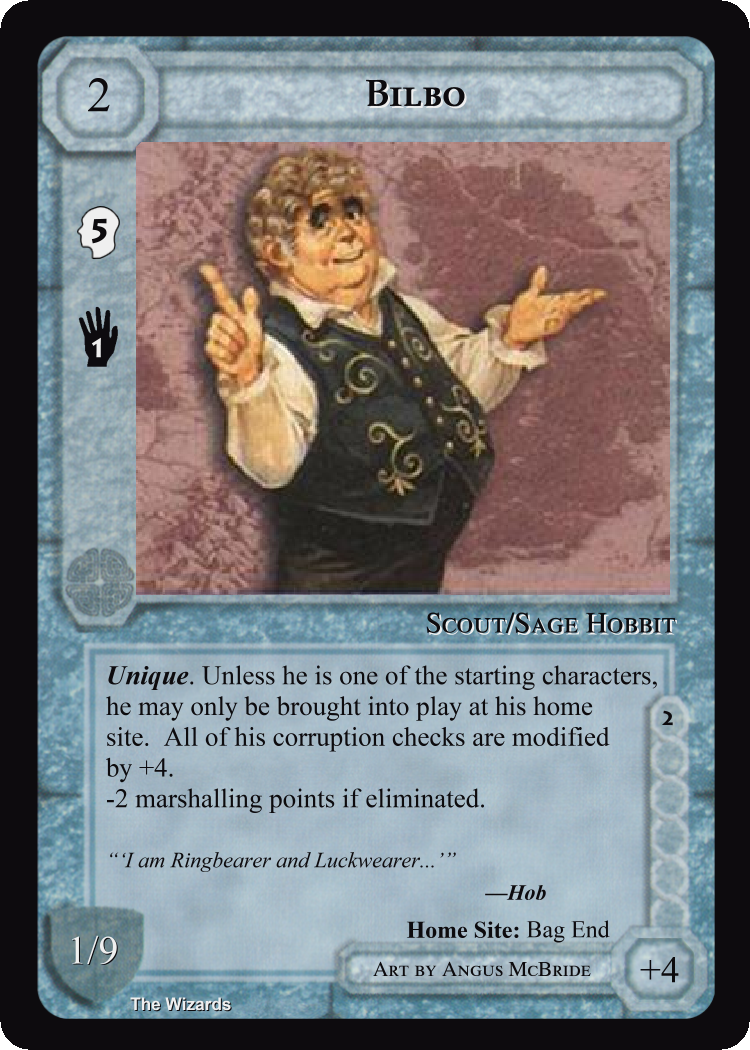 2
Bilbo
5
1
Scout/Sage Hobbit
Unique. Unless he is one of the starting characters,
he may only be brought into play at his home
site. All of his corruption checks are modified
by +4.
-2 marshalling points if eliminated.
2
“‘I am Ringbearer and Luckwearer...’”
—Hob
Home Site: Bag End
1/9
Art by Angus McBride
+4
The Wizards